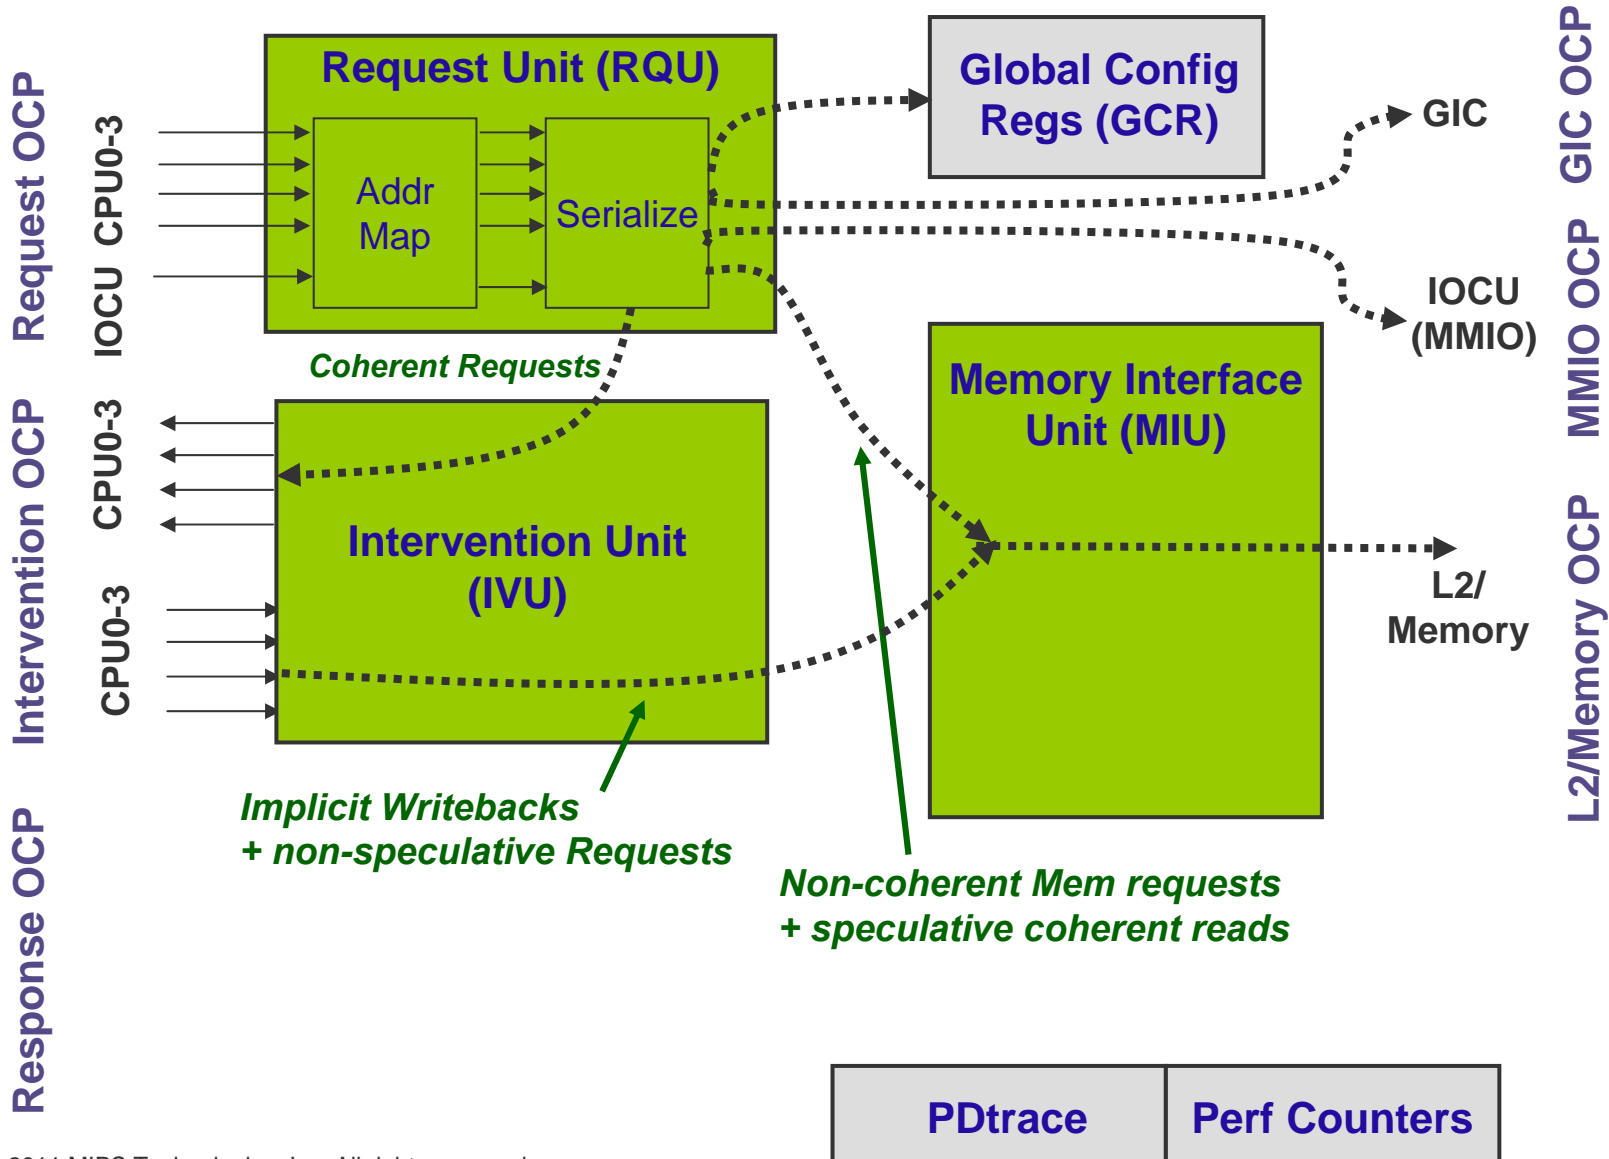 Request Unit (RQU)
Addr
Map
Serialize
Global Config
Regs (GCR)
GIC
IOCU
(MMIO)
Coherent Requests
Memory Interface
Unit (MIU)
Intervention Unit
(IVU)
L2/
Memory
Implicit Writebacks
+ non-speculative Requests
Non-coherent Mem requests
+ speculative coherent reads
PDtrace
Perf Counters
Request OCP
IOCU CPU0-3
Intervention OCP
CPU0-3
CPU0-3
Response OCP
GIC OCP
MMIO OCP
L2/Memory OCP